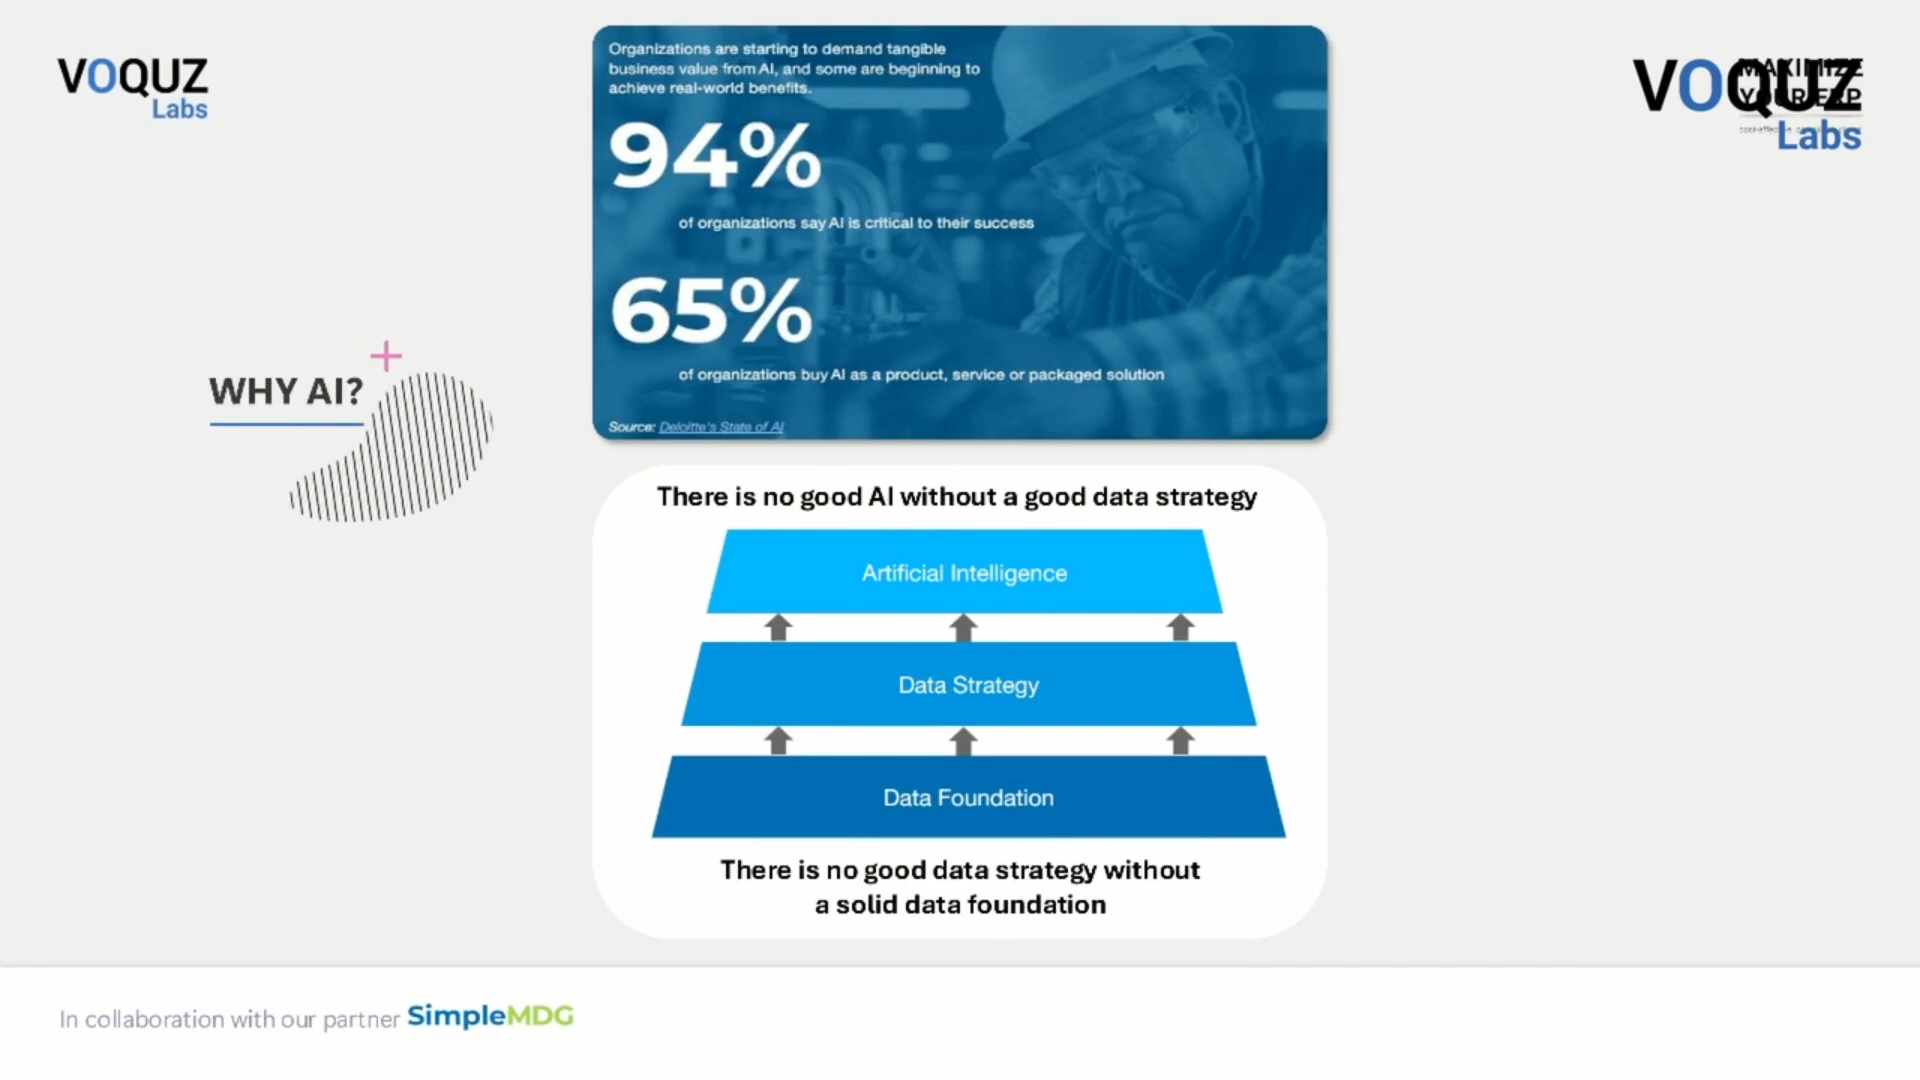 VOQUZ
Labs
WHY AI?
Organizations are starting to demand tangible
business value from AI, and some are beginning to
achieve real-world benefits.
94%
of organizations say AI is critical to their success
65%
of organizations buy AI as a product, service or packaged solution
Source: Deloitte's State of AI
There is no good AI without a good data strategy
Artificial Intelligence
Data Strategy
Data Foundation
There is no good data strategy without
a solid data foundation
VOQUZ
Labs
MAXIMIZE
YOUR ERP
In collaboration with our partner SimpleMDG